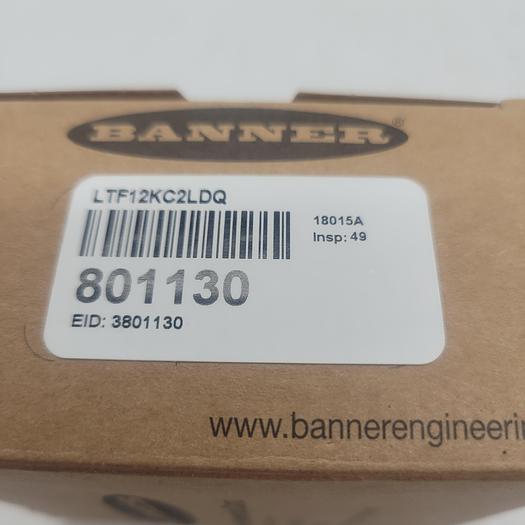 BANNER®
LTF12KC2LDQ
18015A
Insp: 49
801130
EID: 3801130
www.bannerengineerin